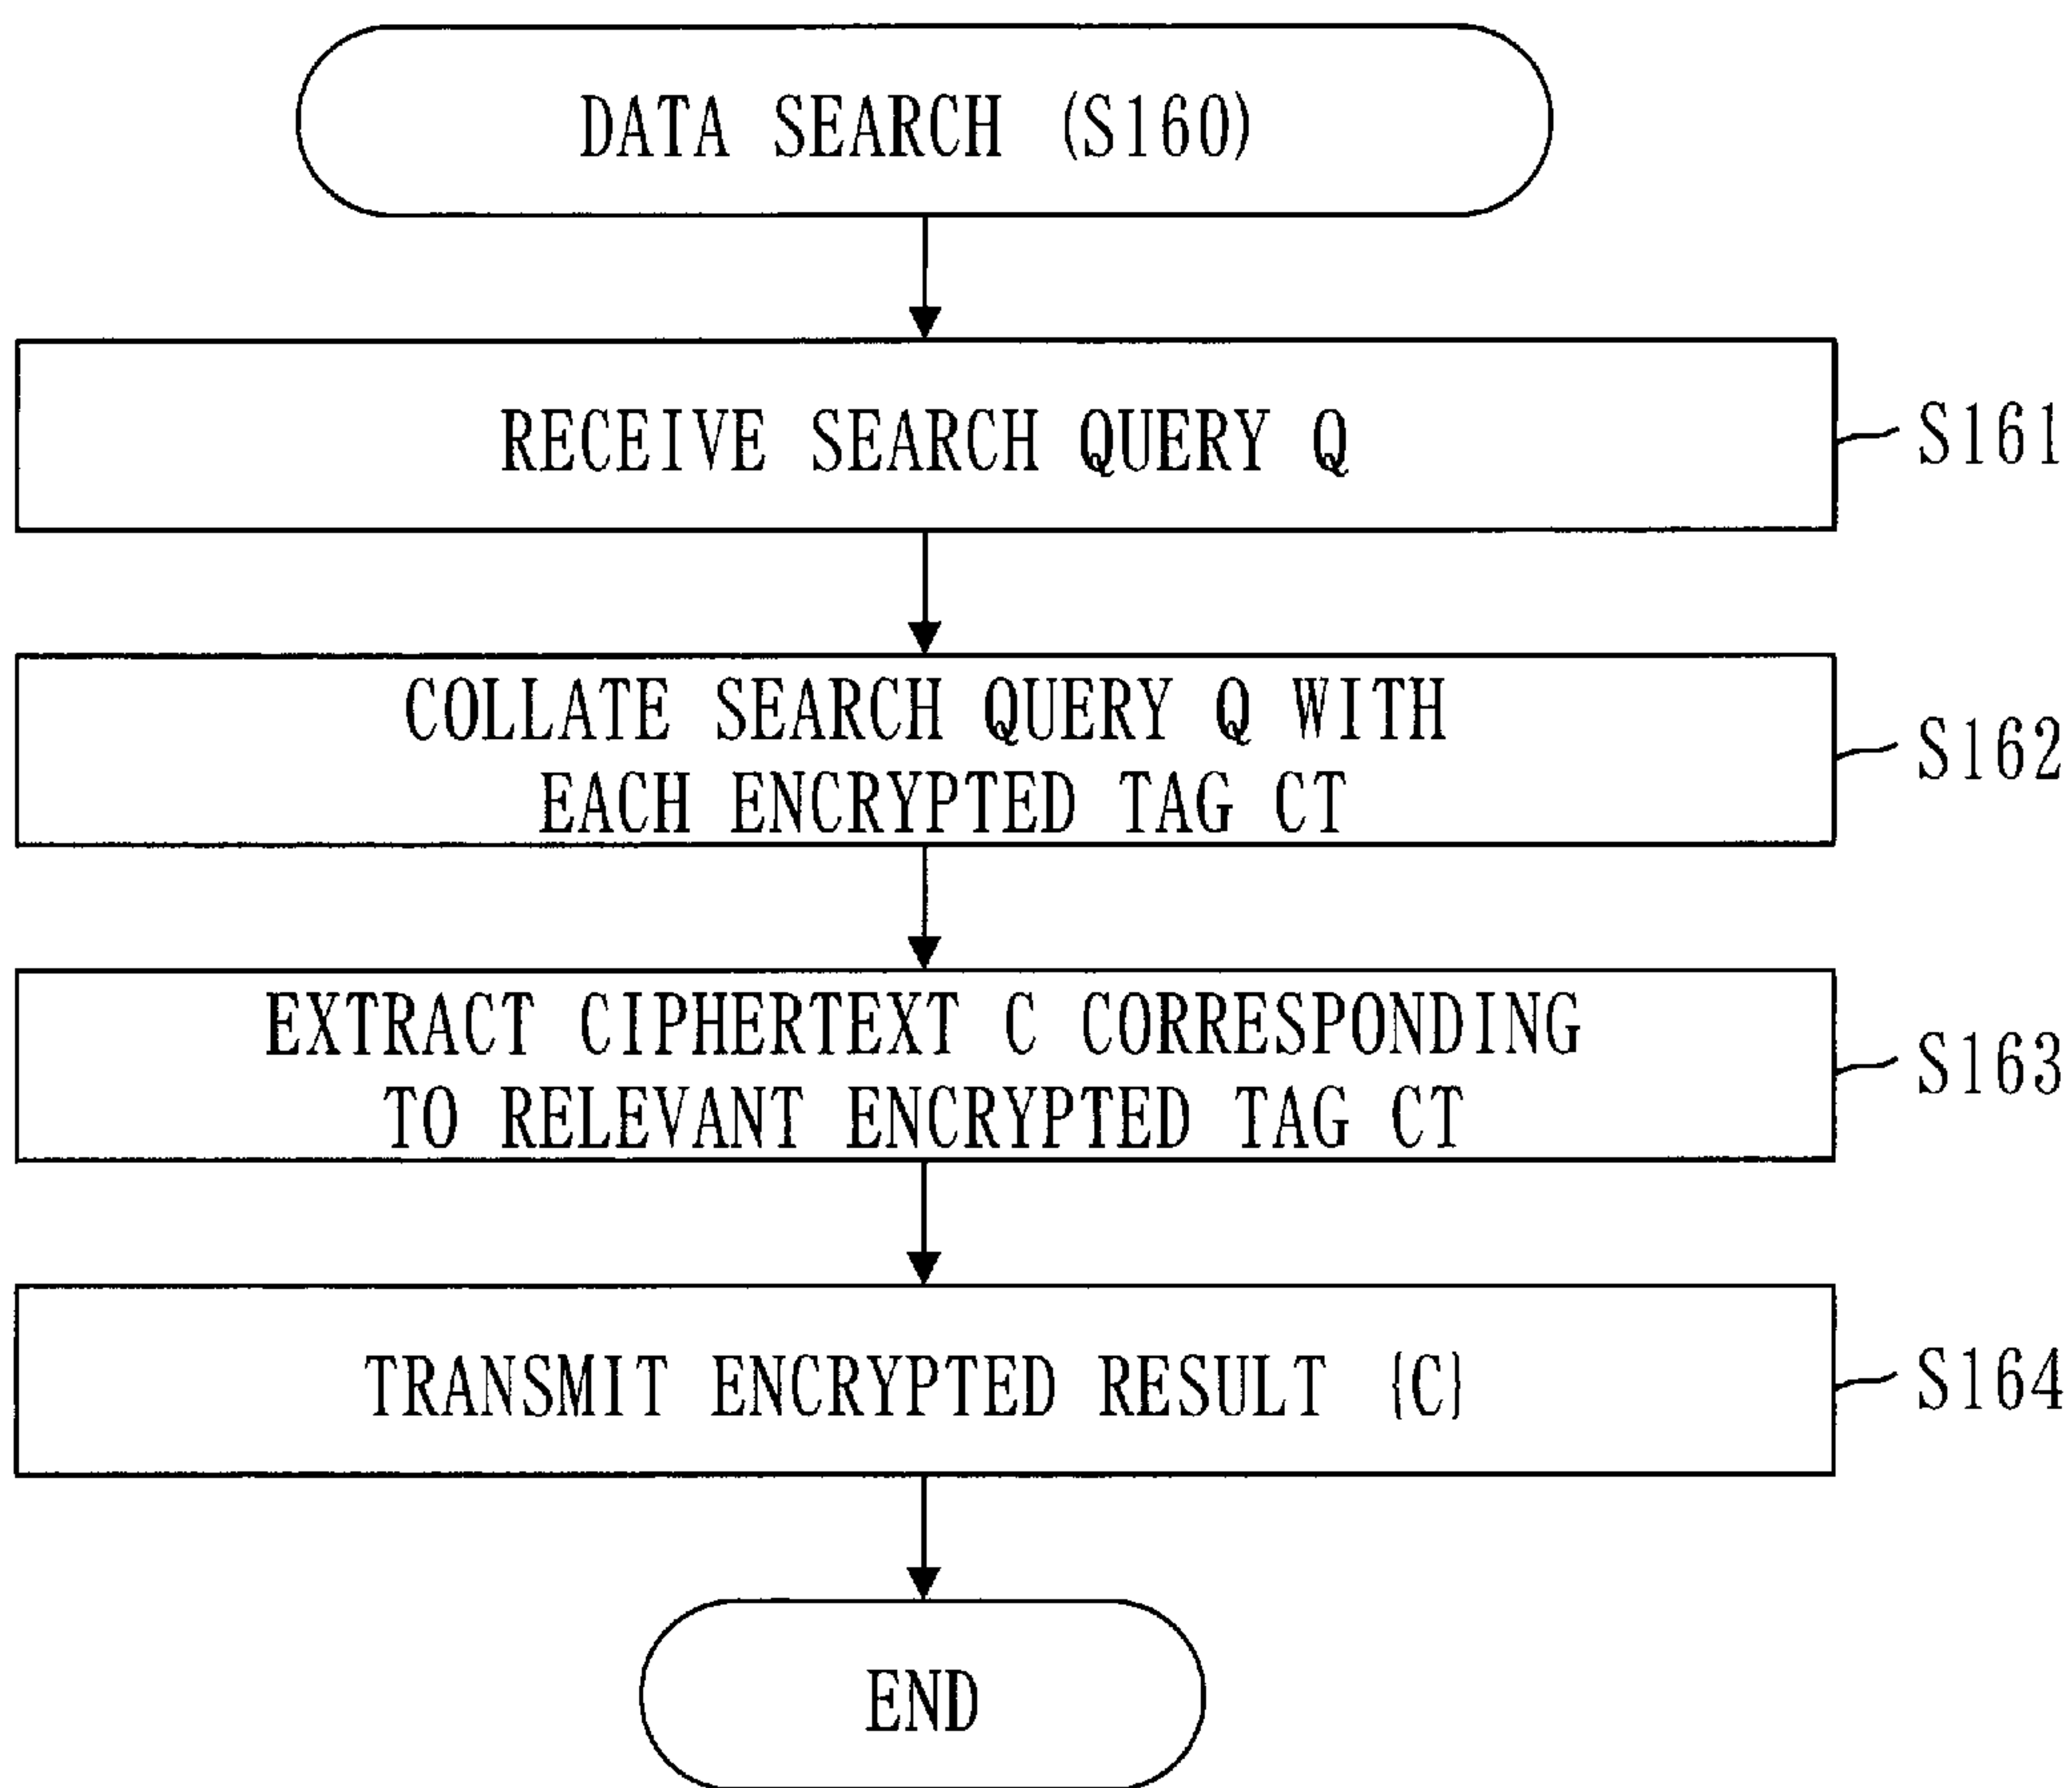 DATA SEARCH (S160)
RECEIVE SEARCH QUERY Q
S161
COLLATE SEARCH QUERY Q WITH
EACH ENCRYPTED TAG CT
S162
EXTRACT CIPHERTEXT C CORRESPONDING
TO RELEVANT ENCRYPTED TAG CT
S163
TRANSMIT ENCRYPTED RESULT {C}
S164
END